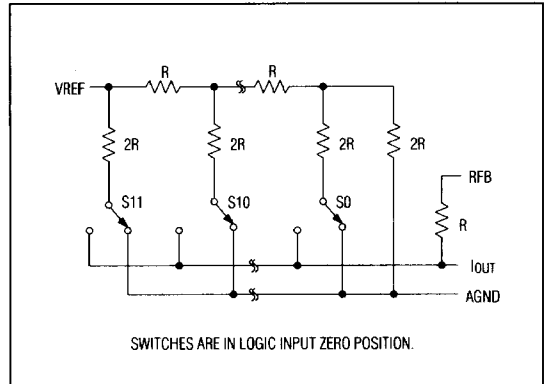 R R
VREF
2R 2R 2R 2R
RFB
S11 S10 S0
R
IOUT
AGND
SWITCHES ARE IN LOGIC INPUT ZERO POSITION.